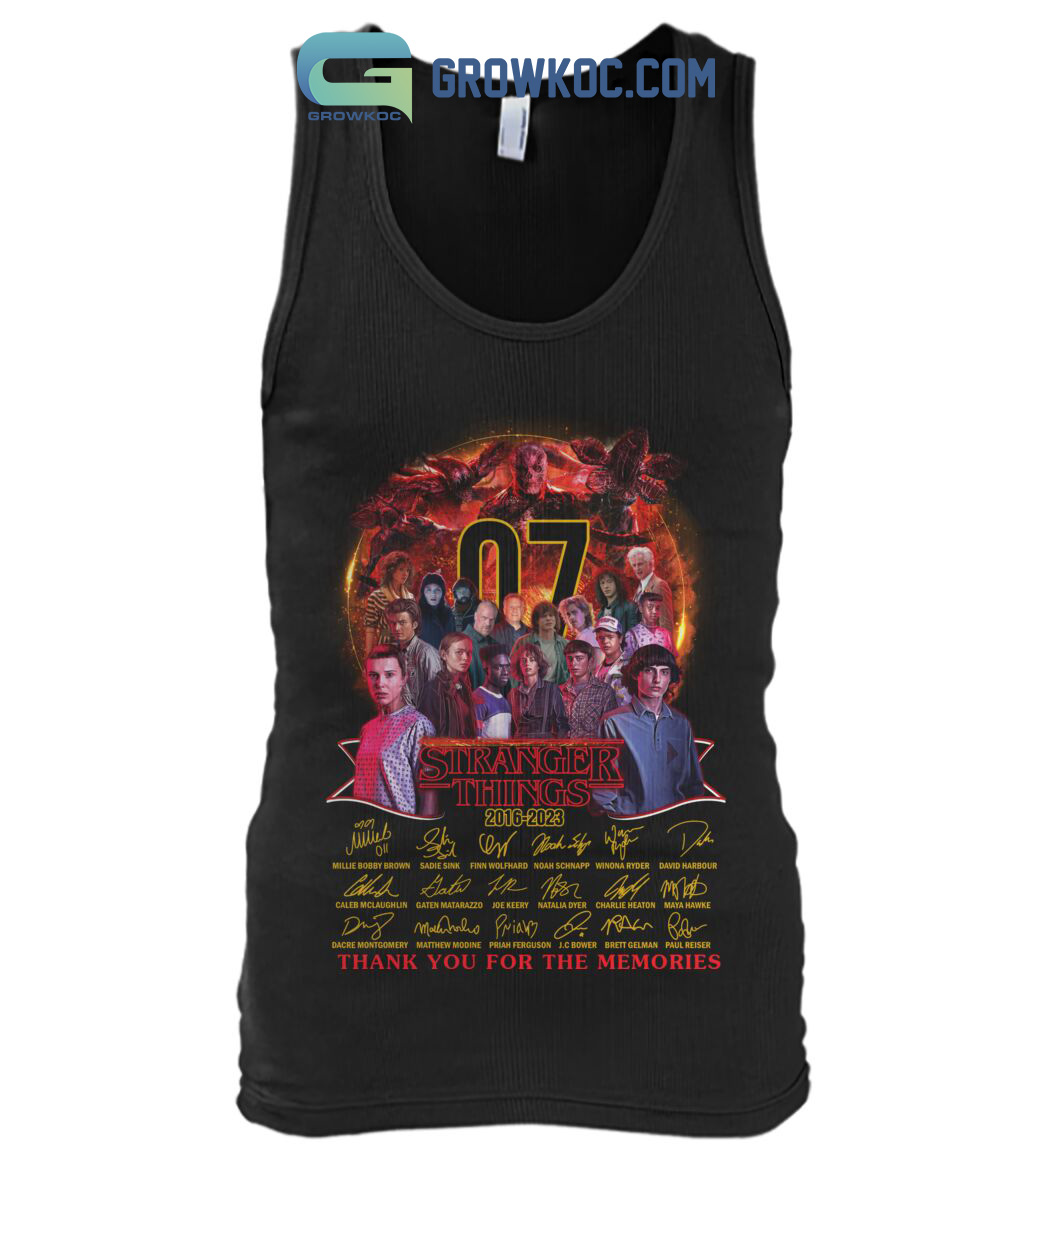 GROWKOC
GROWKOC.COM
07
STRANGER
THINGS
2016-2023
MILLIE BOBBY BROWN SADIE SINK FINN WOLFHARD NOAH SCHNAPP WINONA RYDER DAVID HARBOUR
CALEB MCLAUGHLIN GATEN MATARAZZO JOE KEERY NATALIA DYER CHARLIE HEATON MAYA HAWKE
DACRE MONTGOMERY MATTHEW MODINE PRIAH FERGUSON J.C BOWER BRETT GELMAN PAUL REISER
THANK YOU FOR THE MEMORIES